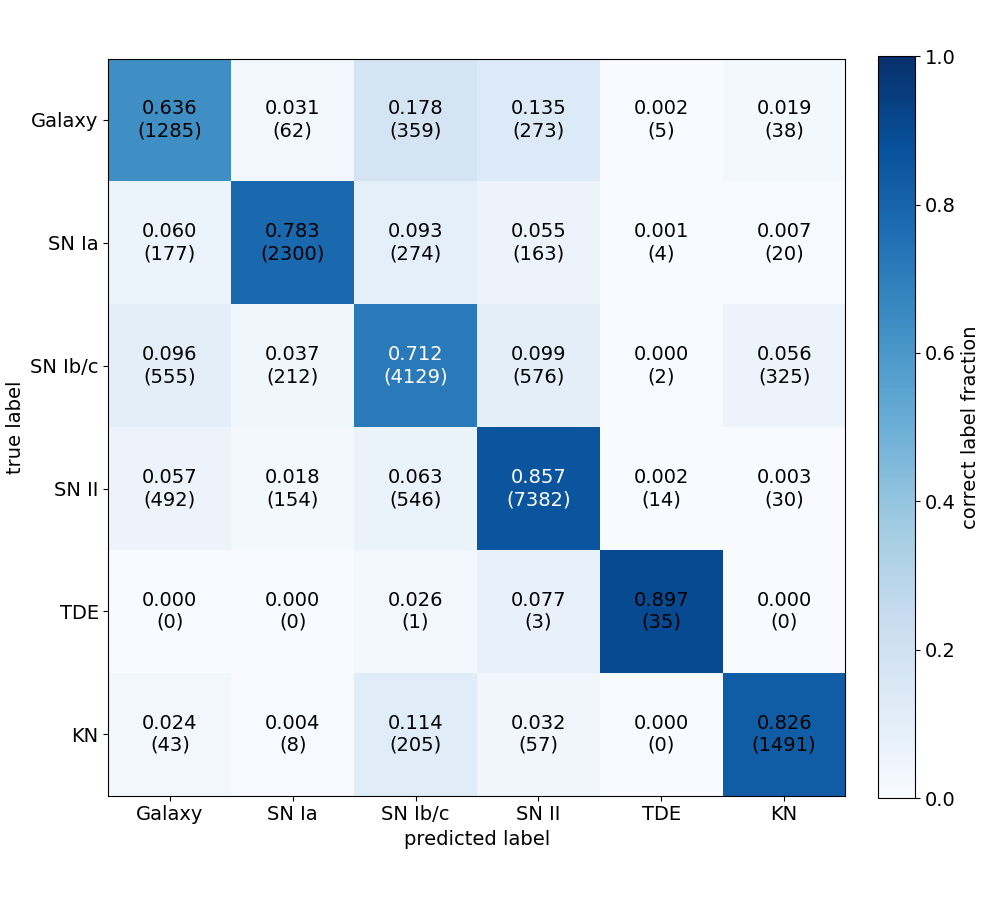 Galaxy
0.636 0.031 0.178 0.135 0.002 0.019
(1285) (62) (359) (273) (5) (38)
SN Ia
0.060 0.783 0.093 0.055 0.001 0.007
(177) (2300) (274) (163) (4) (20)
SN Ib/c
0.096 0.037 0.712 0.099 0.000 0.056
(555) (212) (4129) (576) (2) (325)
SN II
0.057 0.018 0.063 0.857 0.002 0.003
(492) (154) (546) (7382) (14) (30)
TDE
0.000 0.000 0.026 0.077 0.897 0.000
(0) (0) (1) (3) (35) (0)
KN
0.024 0.004 0.114 0.032 0.000 0.826
(43) (8) (205) (57) (0) (1491)
Galaxy SN Ia SN Ib/c SN II TDE KN
predicted label
true label
1.0
0.8
0.6
0.4
0.2
0.0
correct label fraction